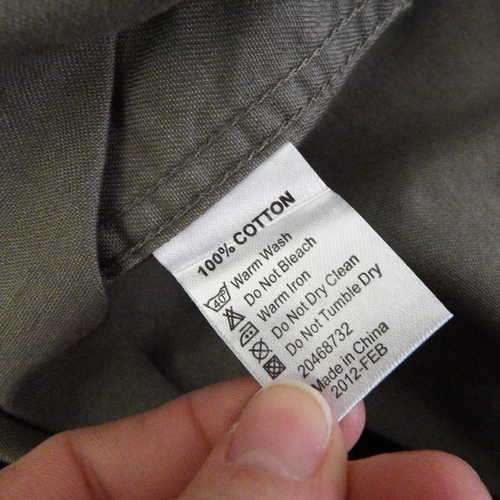 100% COTTON
40°
Warm Wash
Do Not Bleach
Warm Iron
Do Not Dry Clean
Do Not Tumble Dry
20468732
Made in China
2012-FEB